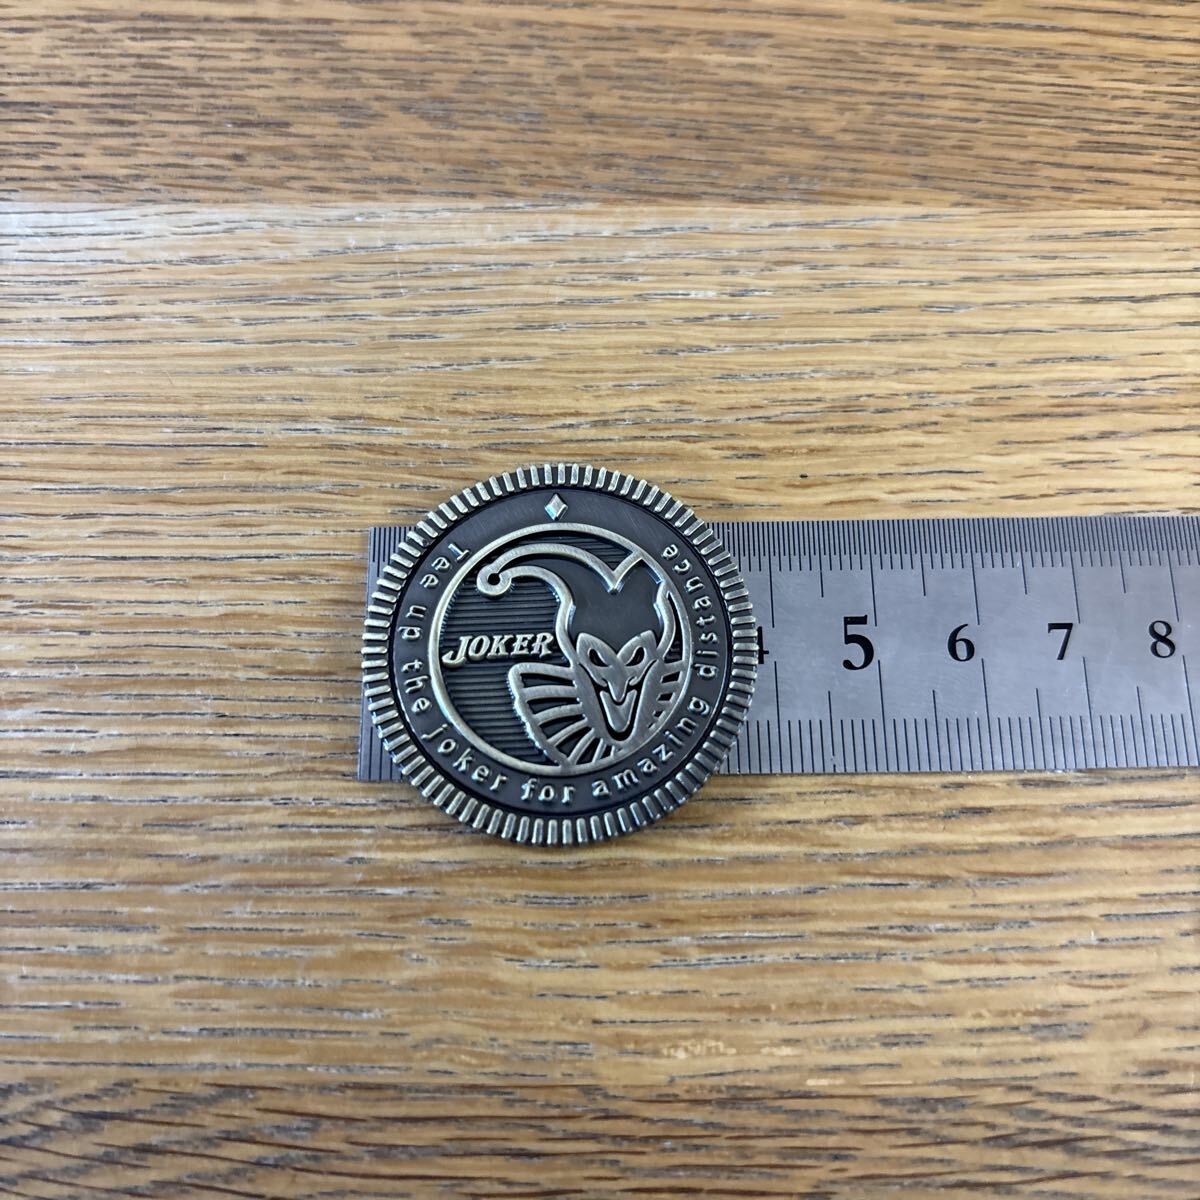 Tee up the joker for amazing distance
JOKER
4 5 6 7 8